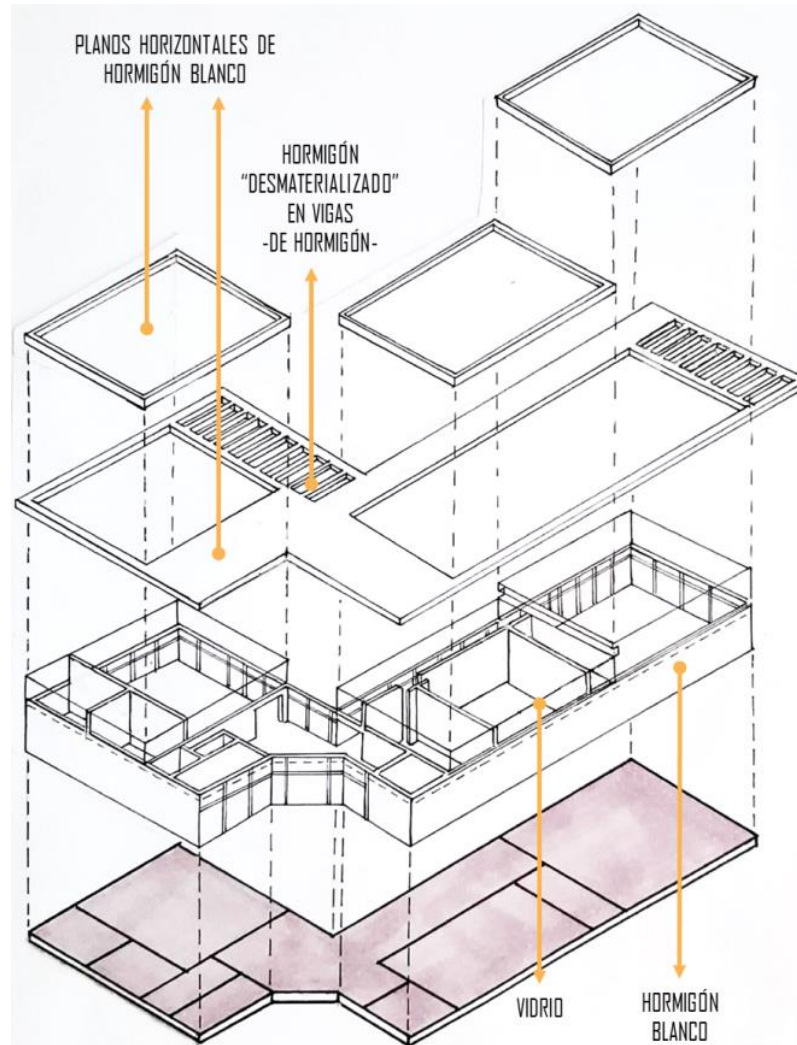 PLANOS HORIZONTALES DE
HORMIGÓN BLANCO
HORMIGÓN
"DESMATERIALIZADO"
EN VIGAS
-DE HORMIGÓN-
VIDRIO
HORMIGÓN
BLANCO